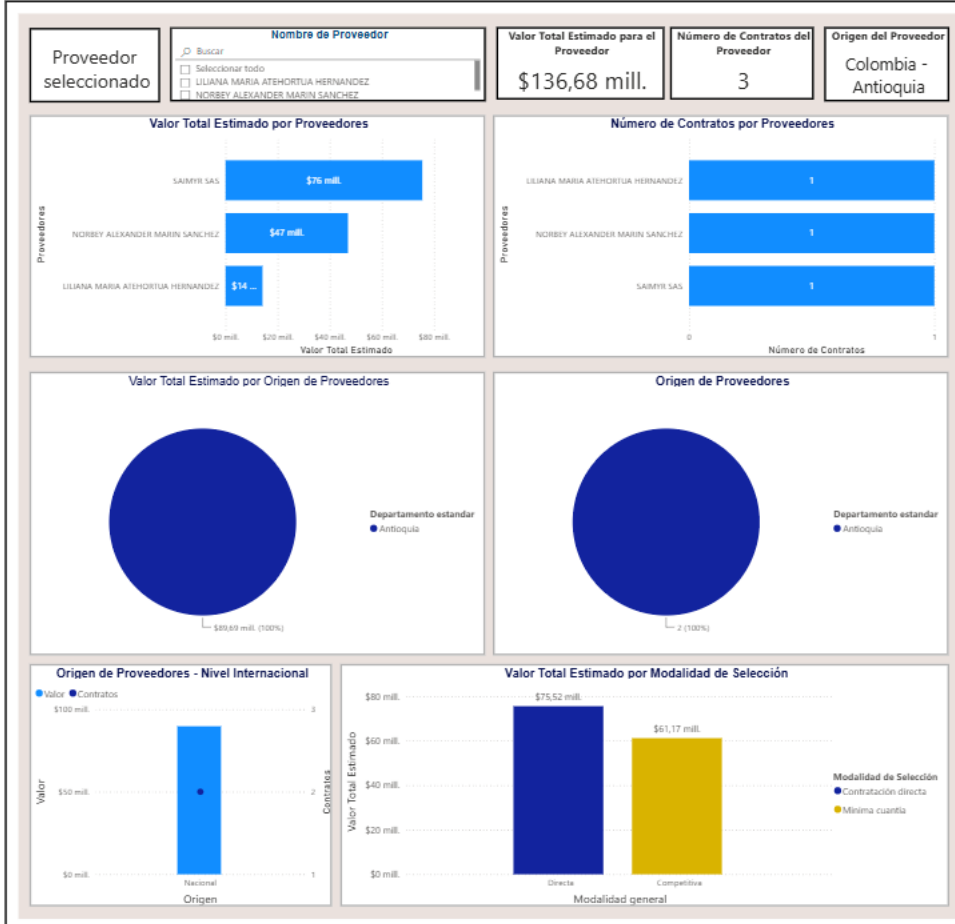 Proveedor
seleccionado
Nombre de Proveedor
Buscar
Seleccionar todo
LILIANA MARIA ATEHORTUA HERNANDEZ
NORBEY ALEXANDER MARIN SANCHEZ
Valor Total Estimado para el
Proveedor
$136,68 mill.
Número de Contratos del
Proveedor
3
Origen del Proveedor
Colombia -
Antioquia
Valor Total Estimado por Proveedores
Proveedores
SAIMYR SAS
$76 mill.
NORBEY ALEXANDER MARIN SANCHEZ
$47 mill.
LILIANA MARIA ATEHORTUA HERNANDEZ
$14 ...
$0 mill.
$20 mill.
$40 mill.
$60 mill.
$80 mill.
Valor Total Estimado
Número de Contratos por Proveedores
Proveedores
LILIANA MARIA ATEHORTUA HERNANDEZ
1
NORBEY ALEXANDER MARIN SANCHEZ
1
SAIMYR SAS
1
0
1
Número de Contratos
Valor Total Estimado por Origen de Proveedores
Departamento estandar
Antioquia
$89,69 mill. (100%)
Origen de Proveedores
Departamento estandar
Antioquia
2 (100%)
Origen de Proveedores - Nivel Internacional
Valor
Contratos
$100 mill.
$50 mill.
$0 mill.
3
2
1
Valor
Contratos
Nacional
Origen
Valor Total Estimado por Modalidad de Selección
Valor Total Estimado
$80 mill.
$60 mill.
$40 mill.
$20 mill.
$0 mill.
$75,52 mill.
$61,17 mill.
Directa
Competitiva
Modalidad general
Modalidad de Selección
Contratación directa
Mínima cuantía